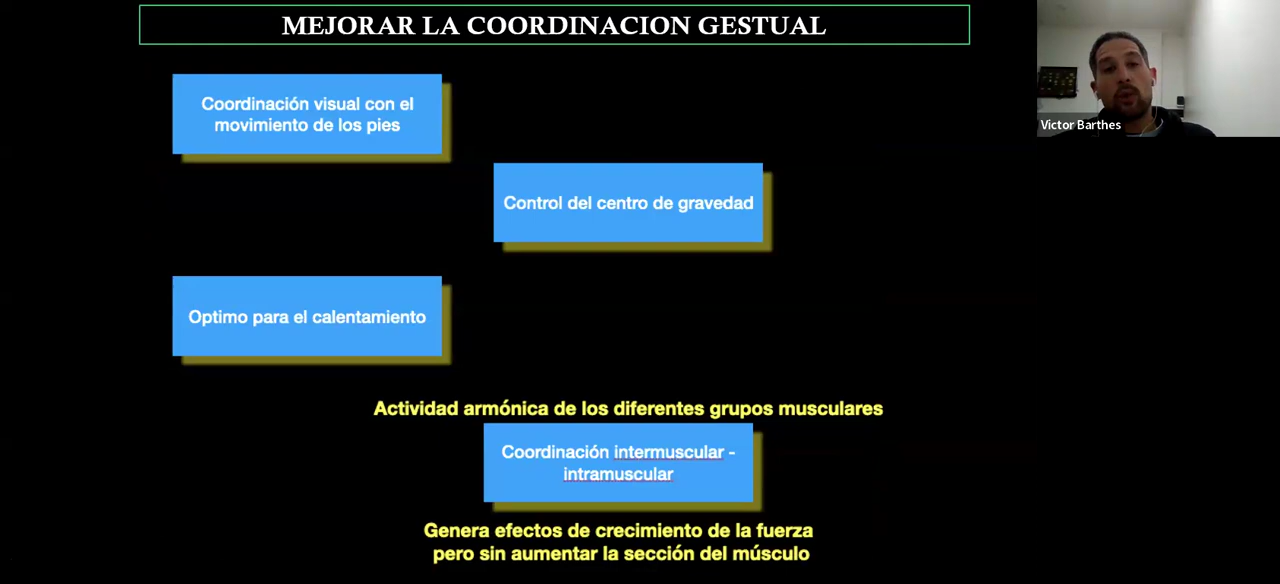 MEJORAR LA COORDINACION GESTUAL
Victor Barthes
Coordinación visual con el
movimiento de los pies
Control del centro de gravedad
Optimo para el calentamiento
Actividad armónica de los diferentes grupos musculares
Coordinación intermuscular -
intramuscular
Genera efectos de crecimiento de la fuerza
pero sin aumentar la sección del músculo